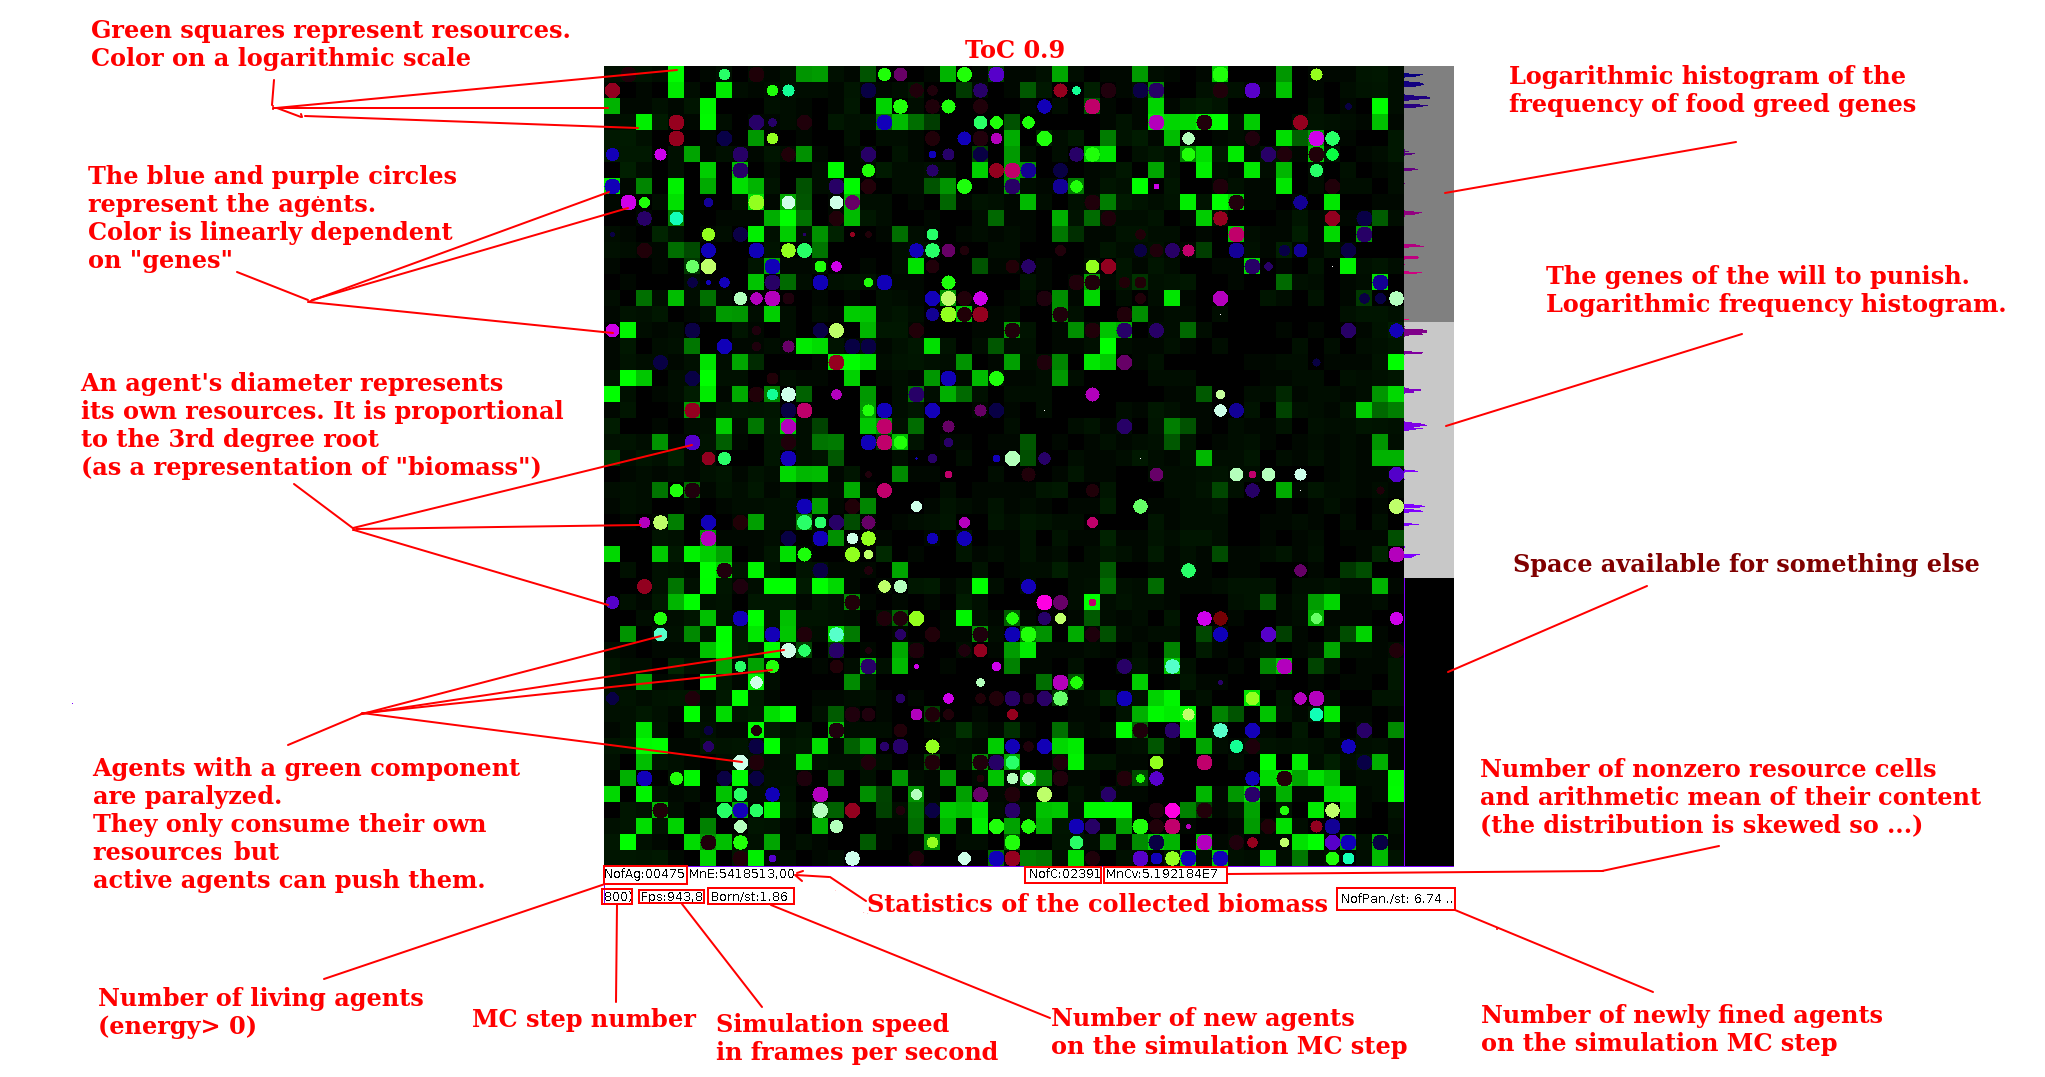 Green squares represent resources.
Color on a logarithmic scale
ToC 0.9
Logarithmic histogram of the
frequency of food greed genes
The blue and purple circles
represent the agents.
Color is linearly dependent
on "genes"
The genes of the will to punish.
Logarithmic frequency histogram.
An agent's diameter represents
its own resources. It is proportional
to the 3rd degree root
(as a representation of "biomass")
Space available for something else
Agents with a green component
are paralyzed.
They only consume their own
resources but
active agents can push them.
Number of nonzero resource cells
and arithmetic mean of their content
(the distribution is skewed so ...)
NofAg:00475 MnE:5418513,00 NofC:02391 MnCv:5.192184E7
800) Fps:943,8 Born/st:1.86 NofPan./st: 6.74 ..
Statistics of the collected biomass
Number of living agents
(energy> 0)
MC step number
Simulation speed
in frames per second
Number of new agents
on the simulation MC step
Number of newly fined agents
on the simulation MC step